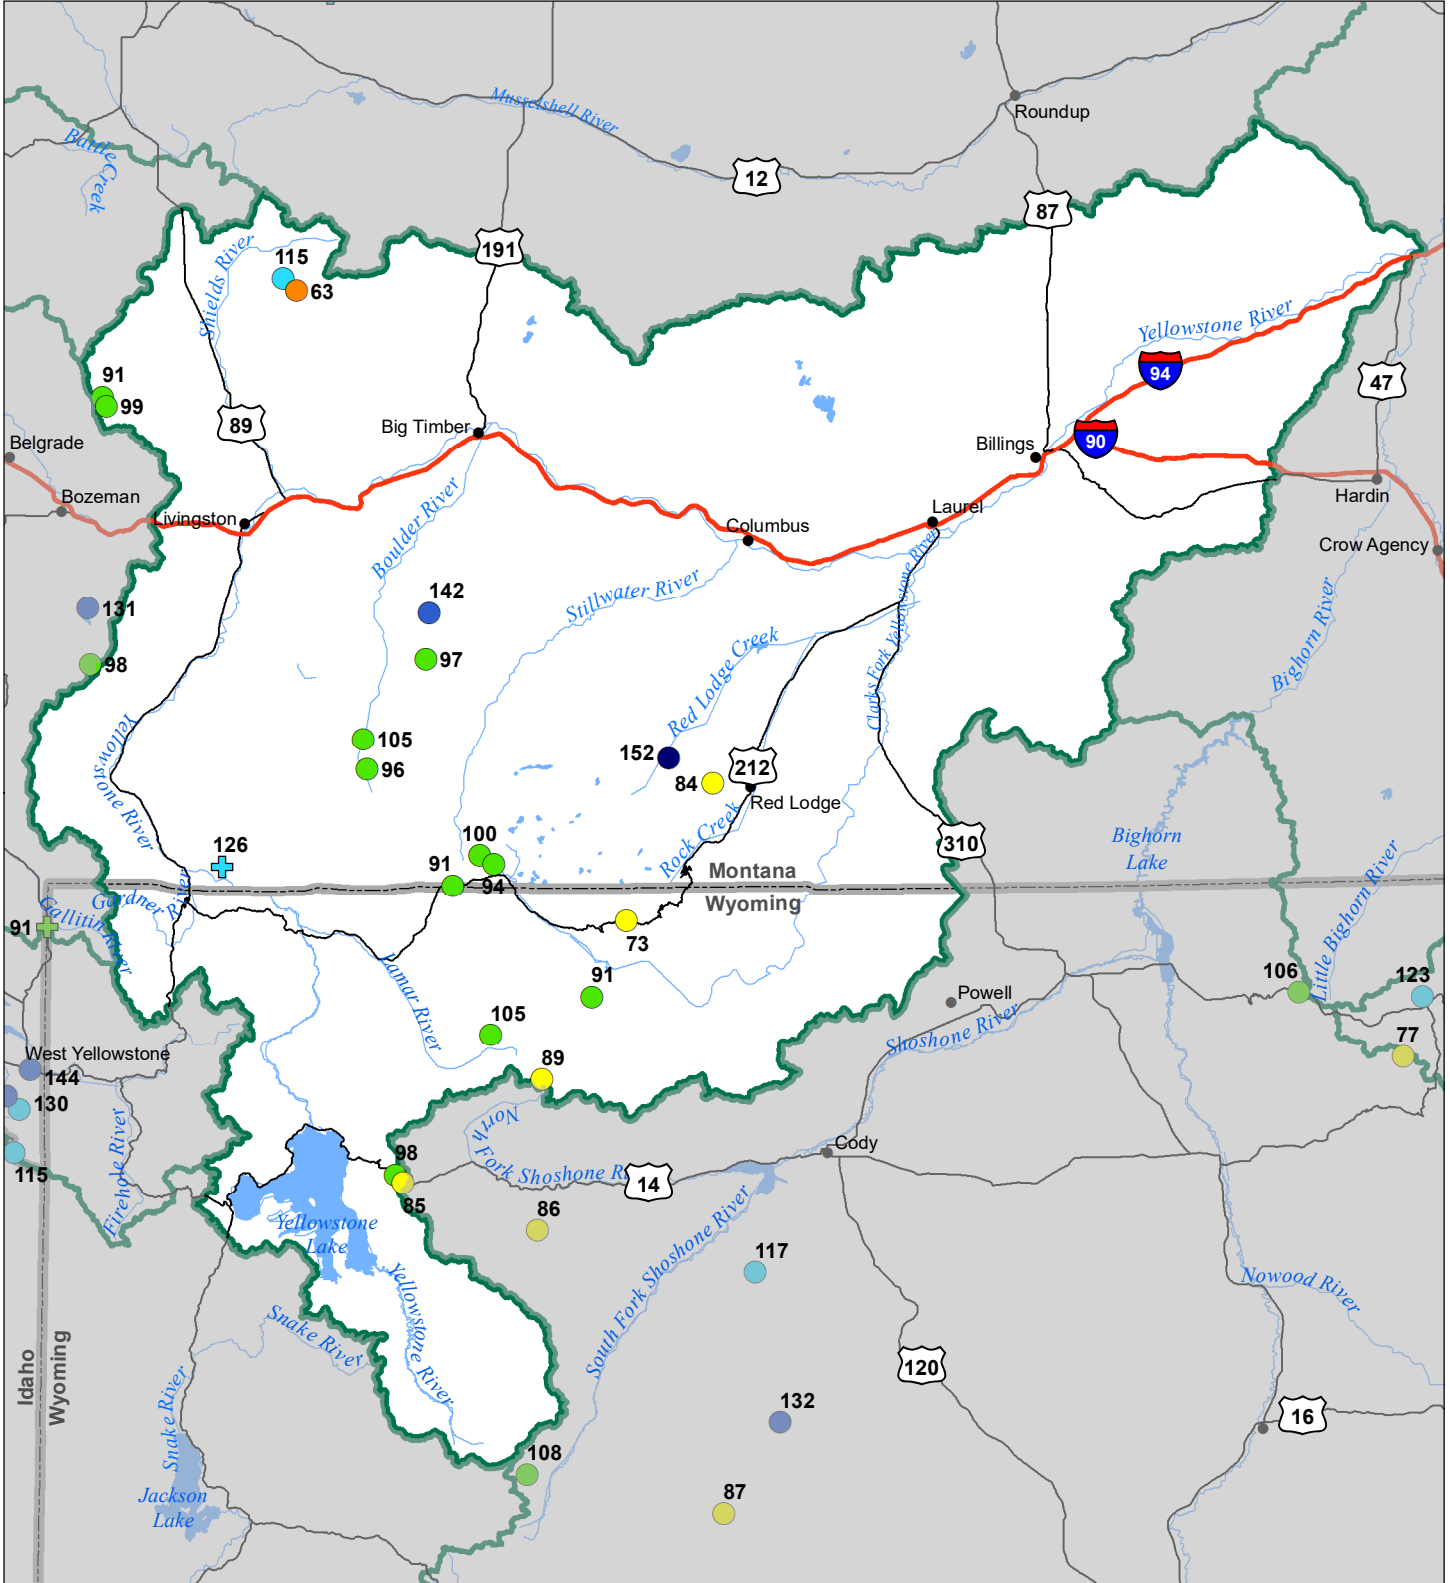 Musselshell River
Roundup
Battle
Creek
12
87
191
Shields River
115
63
Yellowstone River
94
47
91
99
89
Big Timber
Billings
90
Belgrade
Bozeman
Hardin
Livingston
Laurel
Columbus
Crow Agency
Boulder River
Stillwater River
Clarks Fork Yellowstone River
Bighorn River
131
142
98
97
Red Lodge Creek
Yellowstone River
105
96
152
84
212
Red Lodge
Rock Creek
310
Bighorn
Lake
126
100
91
94
Montana
Wyoming
Little Bighorn River
Gardner River
Gallitin River
91
73
Lamar River
91
105
89
Powell
Shoshone River
106
123
77
West Yellowstone
144
130
115
Firehole River
North Fork Shoshone Ri
Cody
98
85
14
86
Yellowstone
Lake
117
South Fork Shoshone River
Yellowstone River
Nowood River
Snake River
Idaho
Wyoming
Snake River
120
132
16
108
87
Jackson
Lake